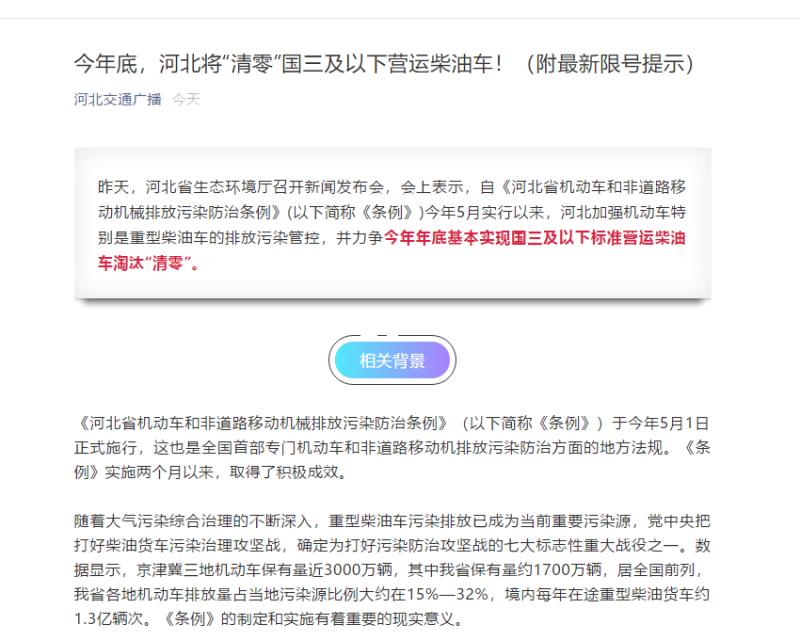 今年底，河北将“清零”国三及以下营运柴油车！（附最新限号提示）
河北交通广播 今天
昨天，河北省生态环境厅召开新闻发布会，会上表示，自《河北省机动车和非道路移
动机械排放污染防治条例》(以下简称《条例》)今年5月实行以来，河北加强机动车特
别是重型柴油车的排放污染管控，并力争今年年底基本实现国三及以下标准营运柴油
车淘汰“清零”。
相关背景
《河北省机动车和非道路移动机械排放污染防治条例》（以下简称《条例》）于今年5月1日
正式施行，这也是全国首部专门机动车和非道路移动机排放污染防治方面的地方法规。《条
例》实施两个月以来，取得了积极成效。
随着大气污染综合治理的不断深入，重型柴油车污染排放已成为当前重要污染源，党中央把
打好柴油货车污染治理攻坚战，确定为打好污染防治攻坚战的七大标志性重大战役之一。数
据显示，京津冀三地机动车保有量近3000万辆，其中我省保有量约1700万辆，居全国前列，
我省各地机动车排放量占当地污染源比例大约在15%—32%，境内每年在途重型柴油货车约
1.3亿辆次。《条例》的制定和实施有着重要的现实意义。